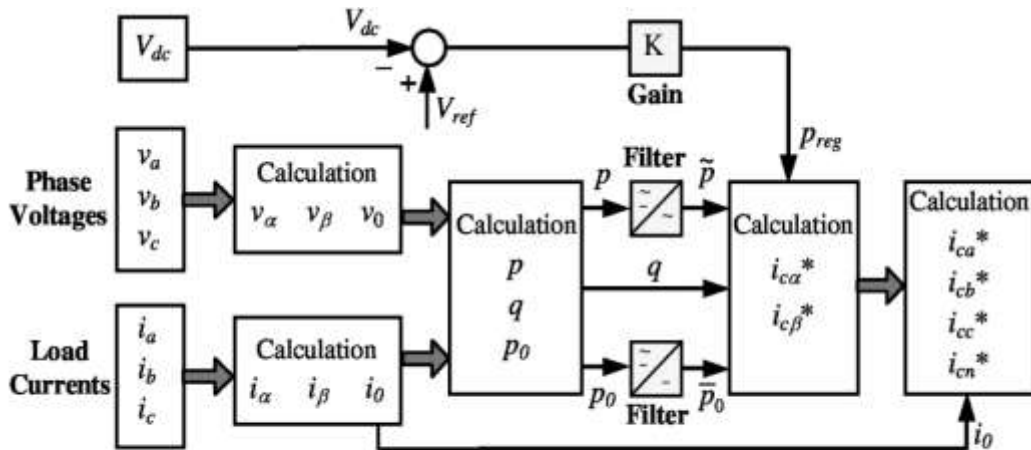 V_dc
V_dc
−
+
V_ref
K
Gain
p_reg
Phase
Voltages
v_a
v_b
v_c
Calculation
v_α v_β v_0
Load
Currents
i_a
i_b
i_c
Calculation
i_α i_β i_0
Calculation
p
q
p_0
p
Filter
~
p̃
q
p_0
Filter
p̄_0
Calculation
i_cα*
i_cβ*
Calculation
i_ca*
i_cb*
i_cc*
i_cn*
i_0